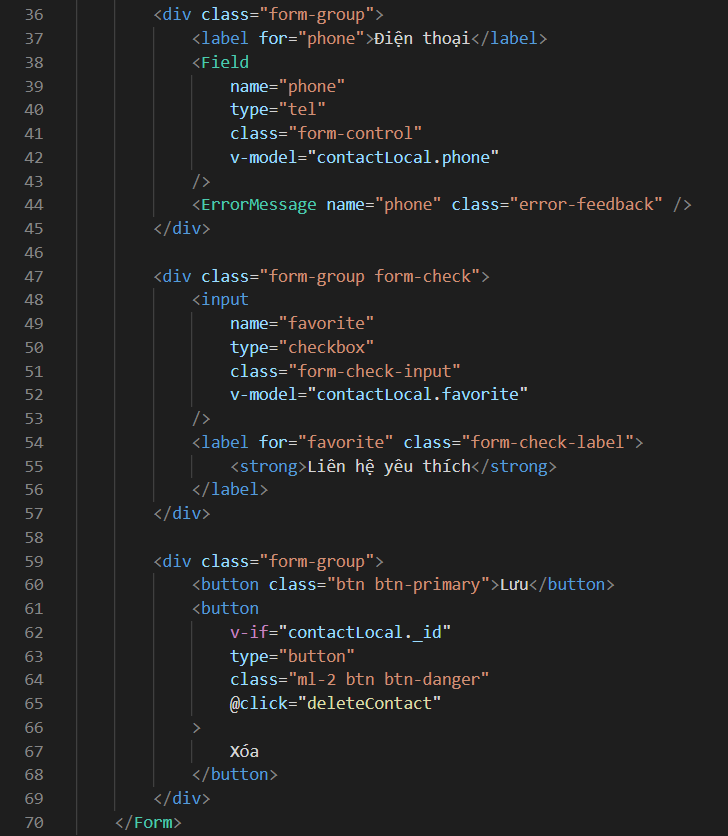 36 <div class="form-group">
37 <label for="phone">Điện thoại</label>
38 <Field
39 name="phone"
40 type="tel"
41 class="form-control"
42 v-model="contactLocal.phone"
43 />
44 <ErrorMessage name="phone" class="error-feedback" />
45 </div>
46
47 <div class="form-group form-check">
48 <input
49 name="favorite"
50 type="checkbox"
51 class="form-check-input"
52 v-model="contactLocal.favorite"
53 />
54 <label for="favorite" class="form-check-label">
55 <strong>Liên hệ yêu thích</strong>
56 </label>
57 </div>
58
59 <div class="form-group">
60 <button class="btn btn-primary">Lưu</button>
61 <button
62 v-if="contactLocal._id"
63 type="button"
64 class="ml-2 btn btn-danger"
65 @click="deleteContact"
66 >
67 Xóa
68 </button>
69 </div>
70 </Form>